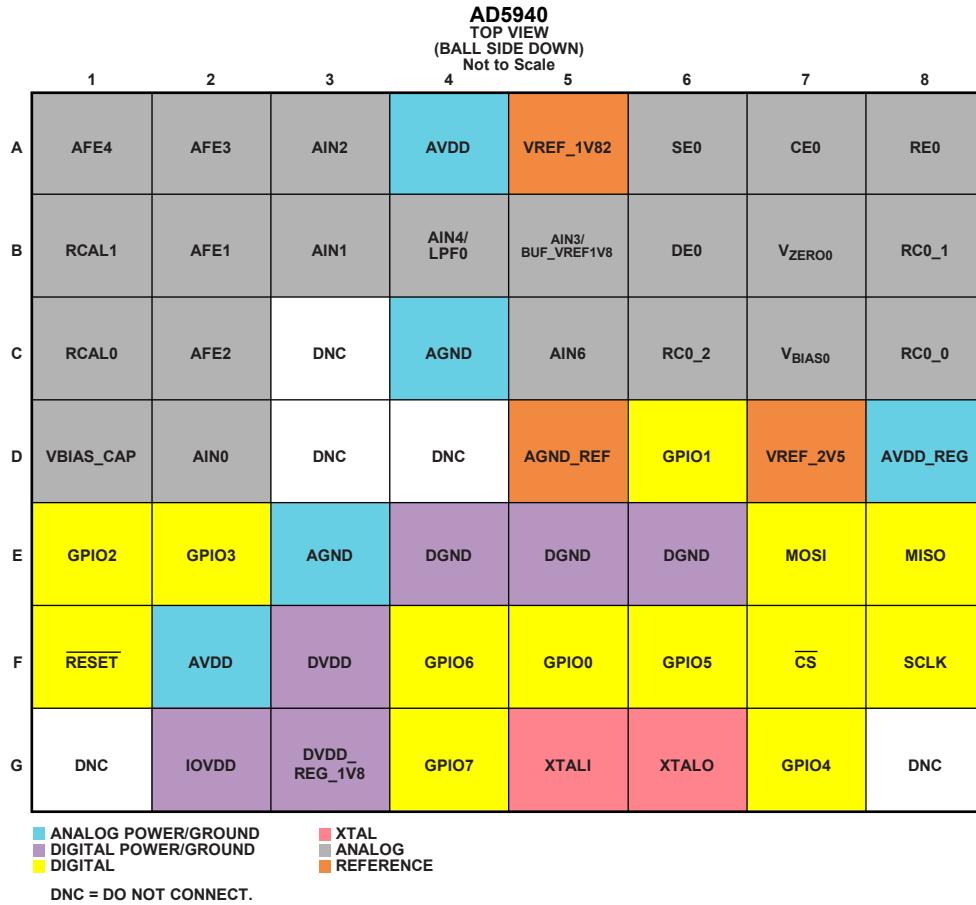 AD5940
TOP VIEW
(BALL SIDE DOWN)
Not to Scale
1 2 3 4 5 6 7 8
A AFE4 AFE3 AIN2 AVDD VREF_1V82 SE0 CE0 RE0
B RCAL1 AFE1 AIN1 AIN4/ LPF0 AIN3/ BUF_VREF1V8 DE0 VZERO0 RC0_1
C RCAL0 AFE2 DNC AGND AIN6 RC0_2 VBIAS0 RC0_0
D VBIAS_CAP AIN0 DNC DNC AGND_REF GPIO1 VREF_2V5 AVDD_REG
E GPIO2 GPIO3 AGND DGND DGND DGND MOSI MISO
F RESET AVDD DVDD GPIO6 GPIO0 GPIO5 CS SCLK
G DNC IOVDD DVDD_ REG_1V8 GPIO7 XTALI XTALO GPIO4 DNC
ANALOG POWER/GROUND
DIGITAL POWER/GROUND
DIGITAL
XTAL
ANALOG
REFERENCE
DNC = DO NOT CONNECT.